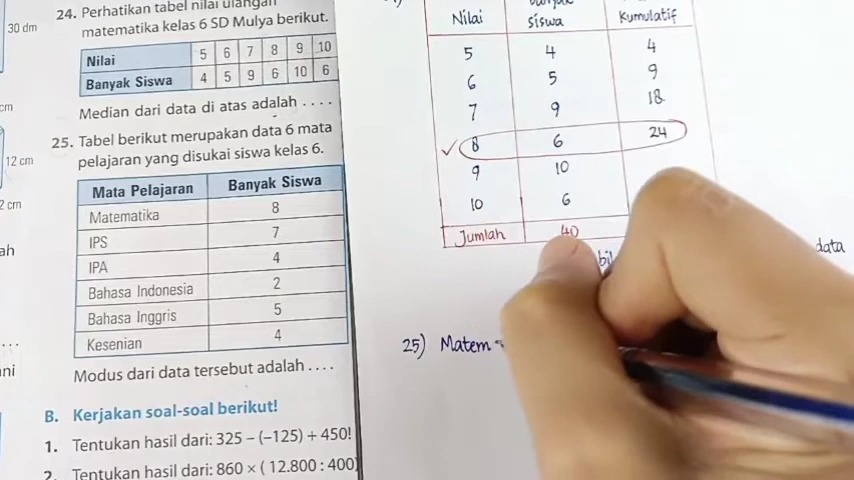 30 dm
cm
12 cm
2 cm
ah
ni
24. Perhatikan tabel nilai ulangan
matematika kelas 6 SD Mulya berikut.
Nilai 5 6 7 8 9 10
Banyak Siswa 4 5 9 6 10 6
Median dari data di atas adalah . . . .
25. Tabel berikut merupakan data 6 mata
pelajaran yang disukai siswa kelas 6.
Mata Pelajaran Banyak Siswa
Matematika 8
IPS 7
IPA 4
Bahasa Indonesia 2
Bahasa Inggris 5
Kesenian 4
Modus dari data tersebut adalah . . . .
B. Kerjakan soal-soal berikut!
1. Tentukan hasil dari: 325 – (–125) + 450!
2. Tentukan hasil dari: 860 × ( 12.800 : 400)
Nilai siswa Kumulatif
5 4 4
6 5 9
7 9 18
8 6 24
9 10
10 6
Jumlah 40
data
25) Matem